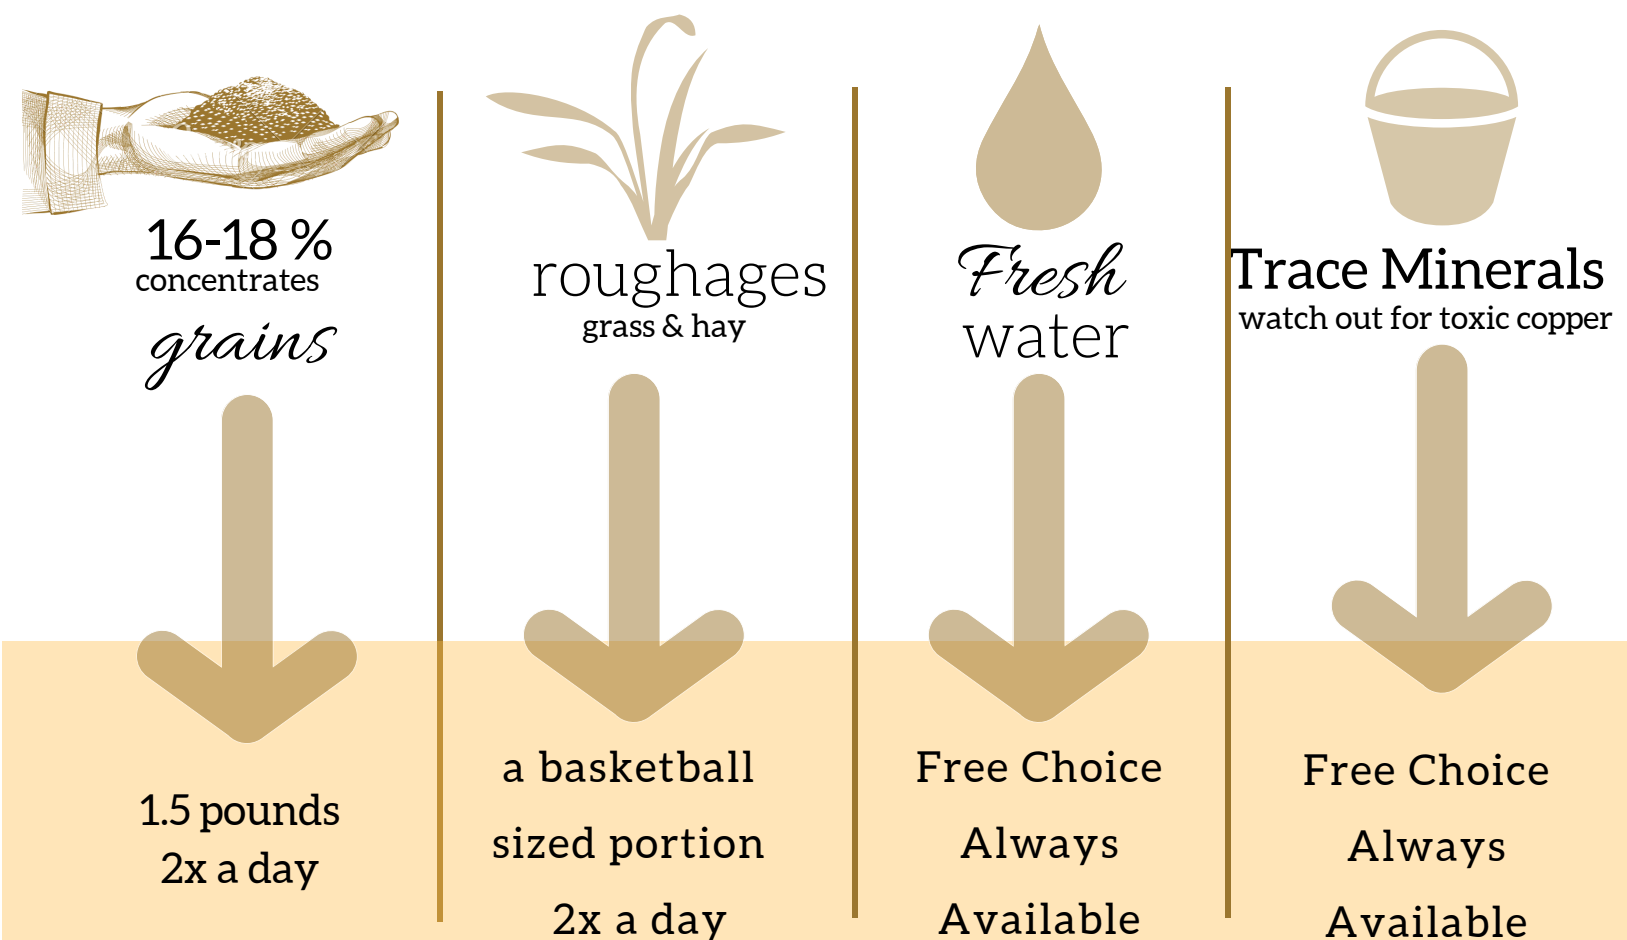 16-18 %
concentrates
grains
1.5 pounds
2x a day
roughages
grass & hay
a basketball
sized portion
2x a day
Fresh
water
Free Choice
Always
Available
Trace Minerals
watch out for toxic copper
Free Choice
Always
Available